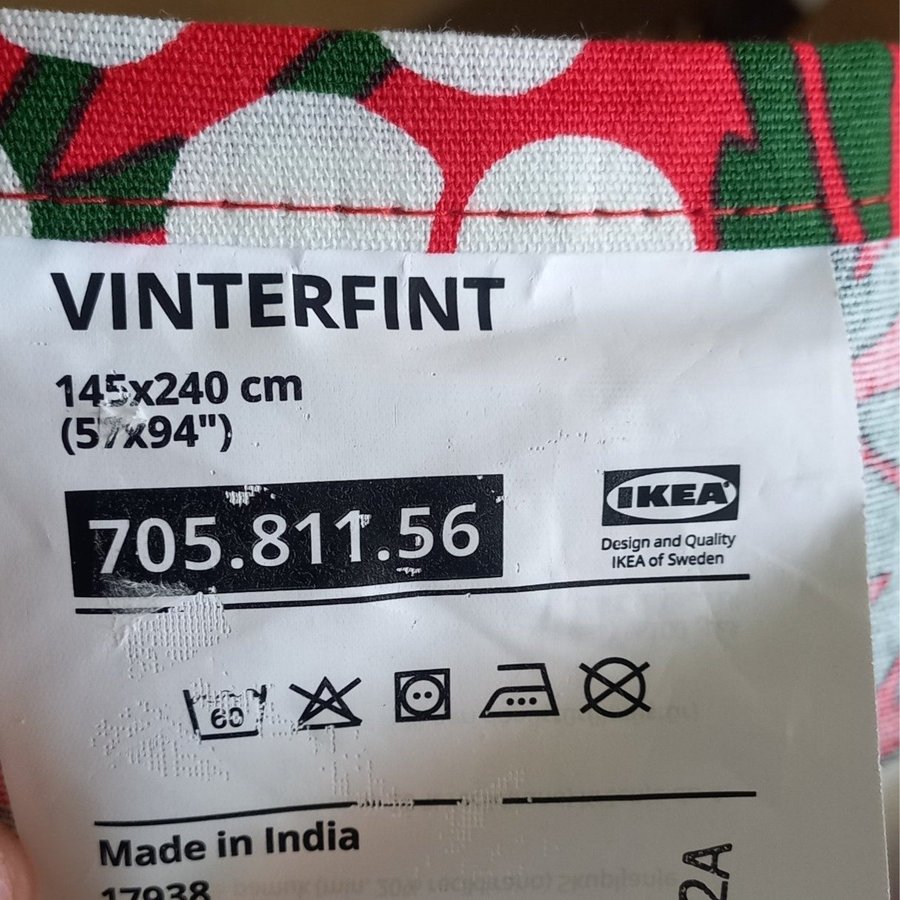 VINTERFINT
145x240 cm
(57x94")
705.811.56
IKEA
Design and Quality
IKEA of Sweden
60
Made in India
17938
2A